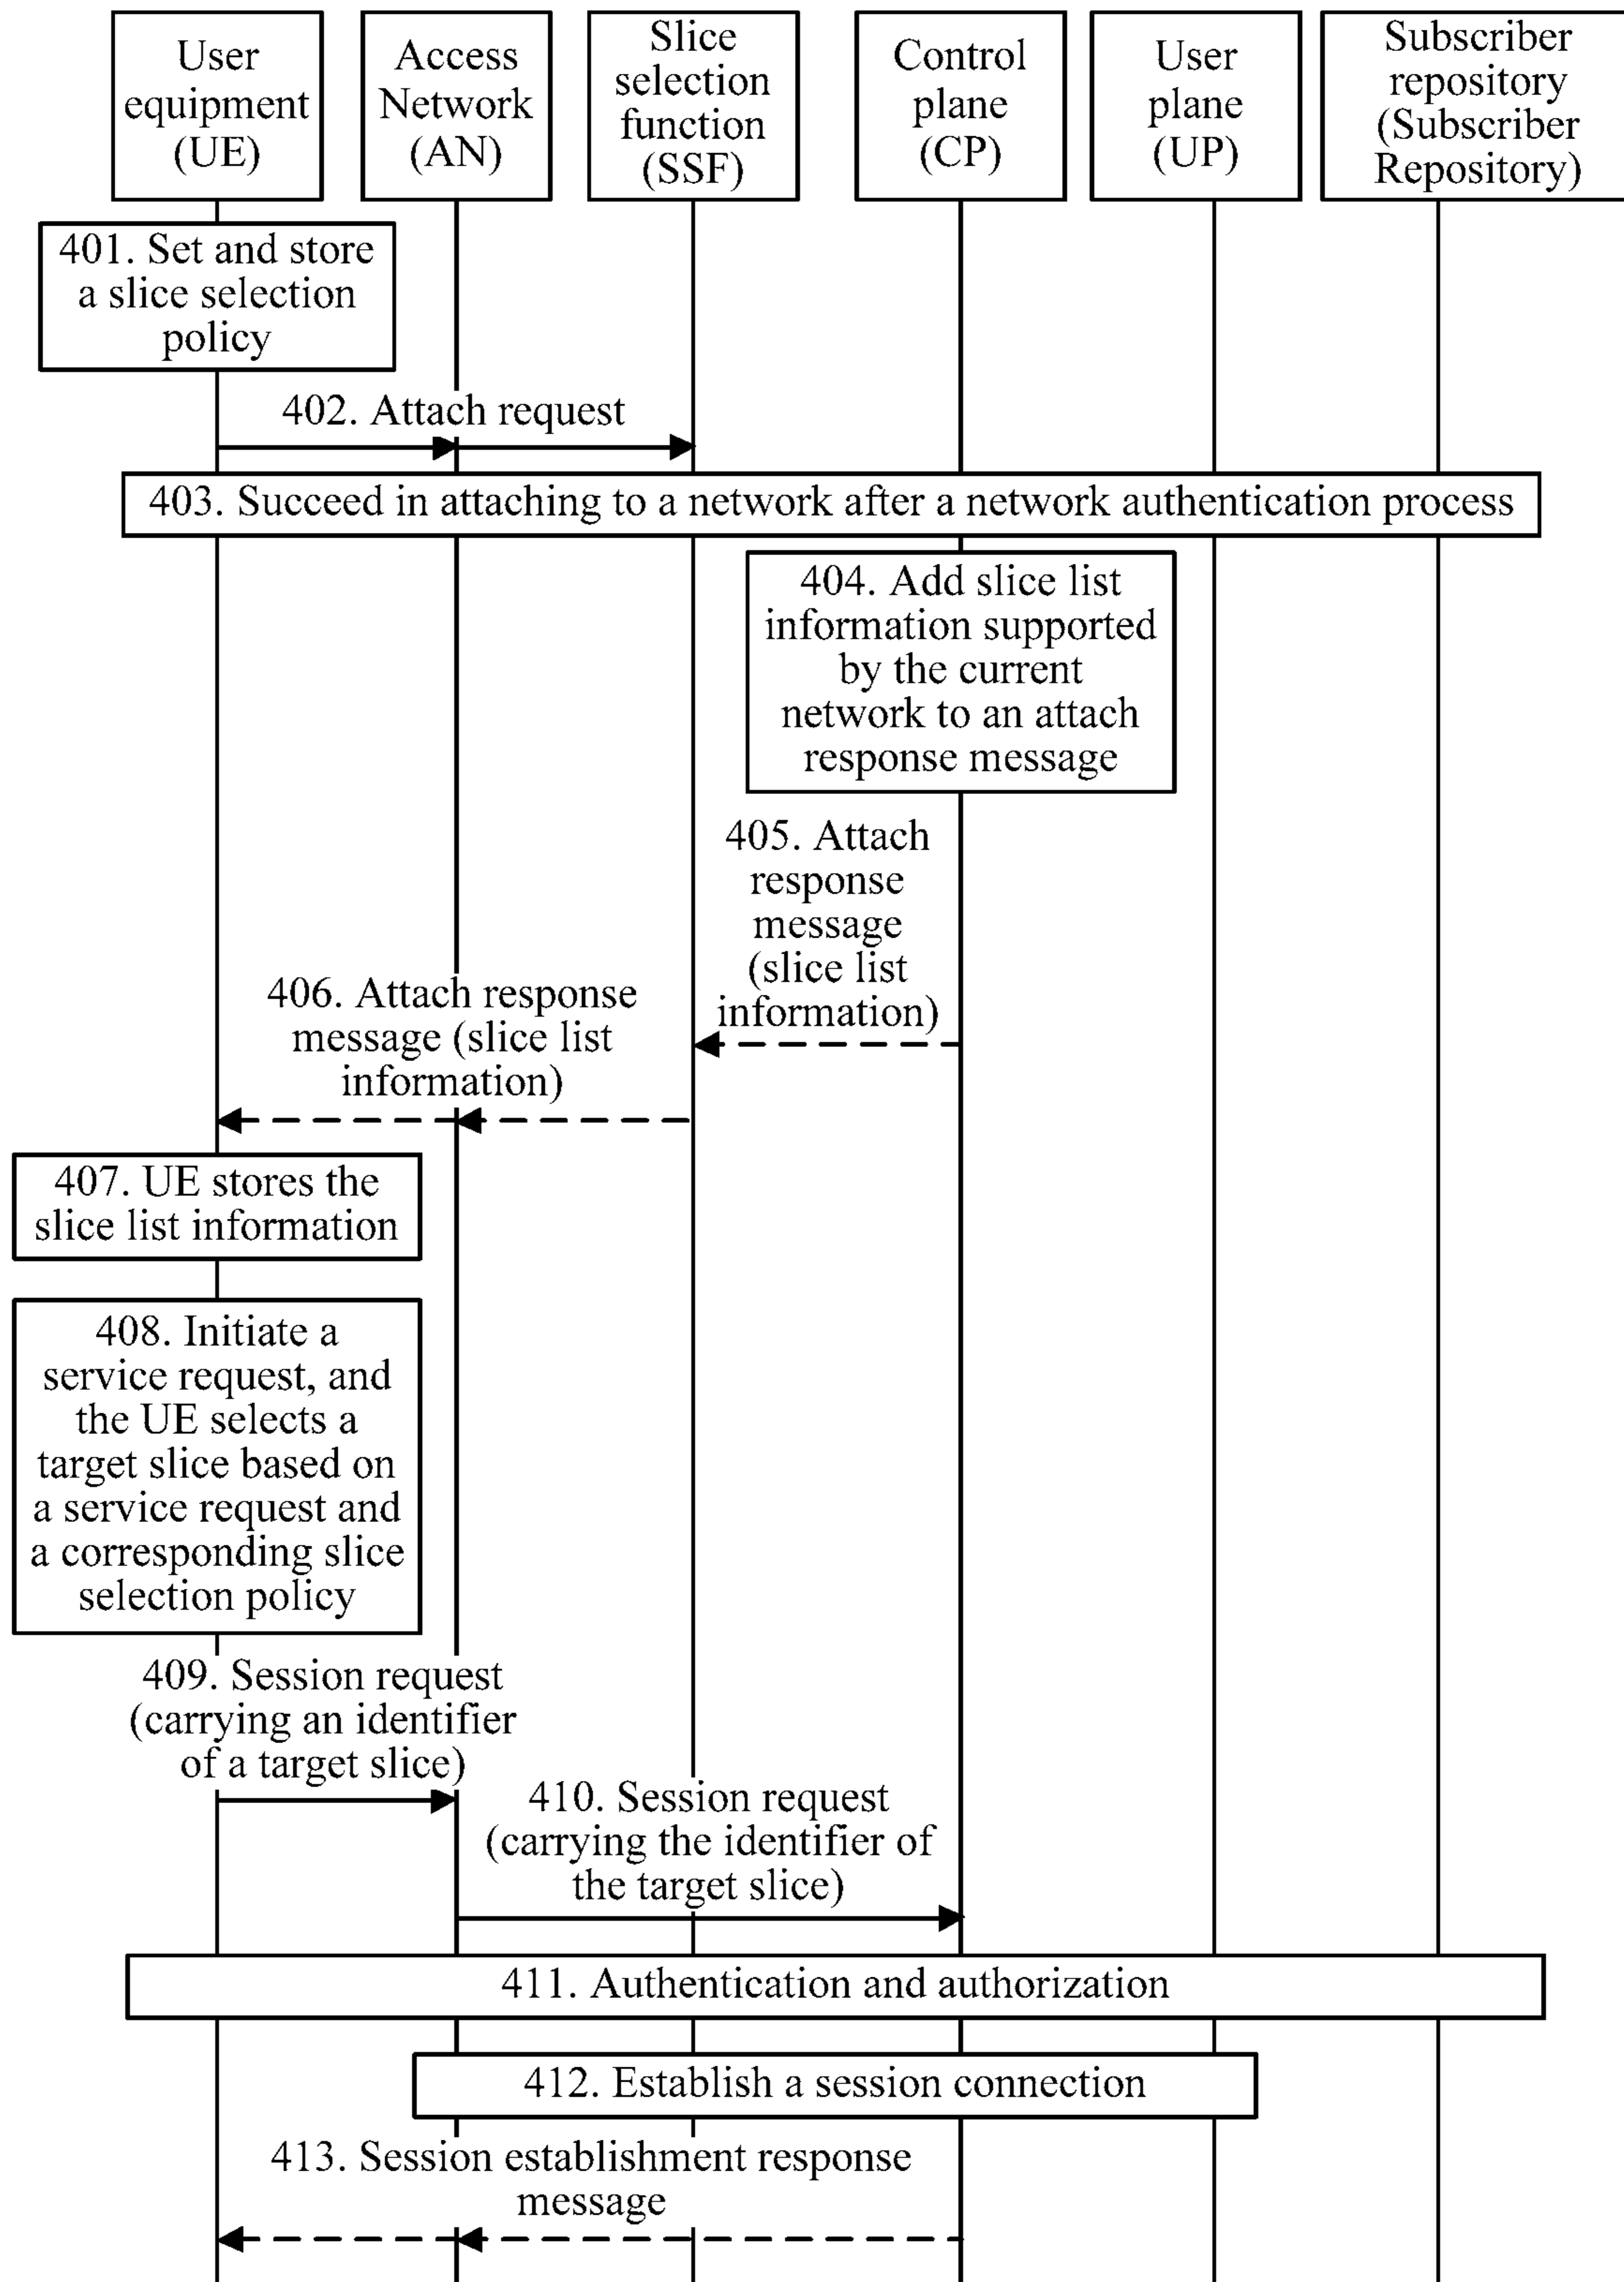 User
equipment
(UE)
Access
Network
(AN)
Slice
selection
function
(SSF)
Control
plane
(CP)
User
plane
(UP)
Subscriber
repository
(Subscriber
Repository)
401. Set and store
a slice selection
policy
402. Attach request
403. Succeed in attaching to a network after a network authentication process
404. Add slice list
information supported
by the current
network to an attach
response message
405. Attach
response
message
(slice list
information)
406. Attach response
message (slice list
information)
407. UE stores the
slice list information
408. Initiate a
service request, and
the UE selects a
target slice based on
a service request and
a corresponding slice
selection policy
409. Session request
(carrying an identifier
of a target slice)
410. Session request
(carrying the identifier of
the target slice)
411. Authentication and authorization
412. Establish a session connection
413. Session establishment response
message